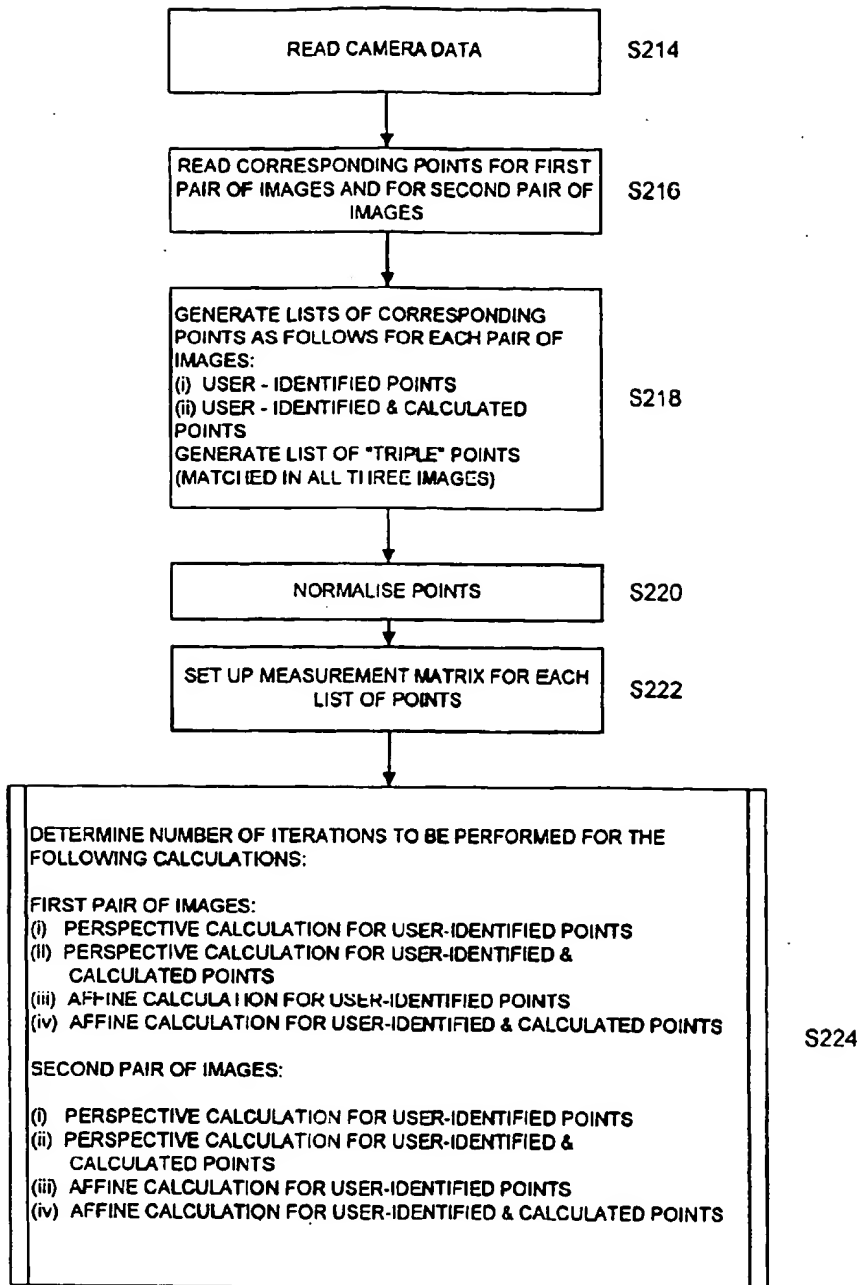 READ CAMERA DATA
S214
READ CORRESPONDING POINTS FOR FIRST
PAIR OF IMAGES AND FOR SECOND PAIR OF
IMAGES
S216
GENERATE LISTS OF CORRESPONDING
POINTS AS FOLLOWS FOR EACH PAIR OF
IMAGES:
(i) USER - IDENTIFIED POINTS
(ii) USER - IDENTIFIED & CALCULATED
POINTS
GENERATE LIST OF "TRIPLE" POINTS
(MATCHED IN ALL THREE IMAGES)
S218
NORMALISE POINTS
S220
SET UP MEASUREMENT MATRIX FOR EACH
LIST OF POINTS
S222
DETERMINE NUMBER OF ITERATIONS TO BE PERFORMED FOR THE
FOLLOWING CALCULATIONS:
FIRST PAIR OF IMAGES:
(i) PERSPECTIVE CALCULATION FOR USER-IDENTIFIED POINTS
(ii) PERSPECTIVE CALCULATION FOR USER-IDENTIFIED &
CALCULATED POINTS
(iii) AFFINE CALCULATION FOR USER-IDENTIFIED POINTS
(iv) AFFINE CALCULATION FOR USER-IDENTIFIED & CALCULATED POINTS
SECOND PAIR OF IMAGES:
(i) PERSPECTIVE CALCULATION FOR USER-IDENTIFIED POINTS
(ii) PERSPECTIVE CALCULATION FOR USER-IDENTIFIED &
CALCULATED POINTS
(iii) AFFINE CALCULATION FOR USER-IDENTIFIED POINTS
(iv) AFFINE CALCULATION FOR USER-IDENTIFIED & CALCULATED POINTS
S224